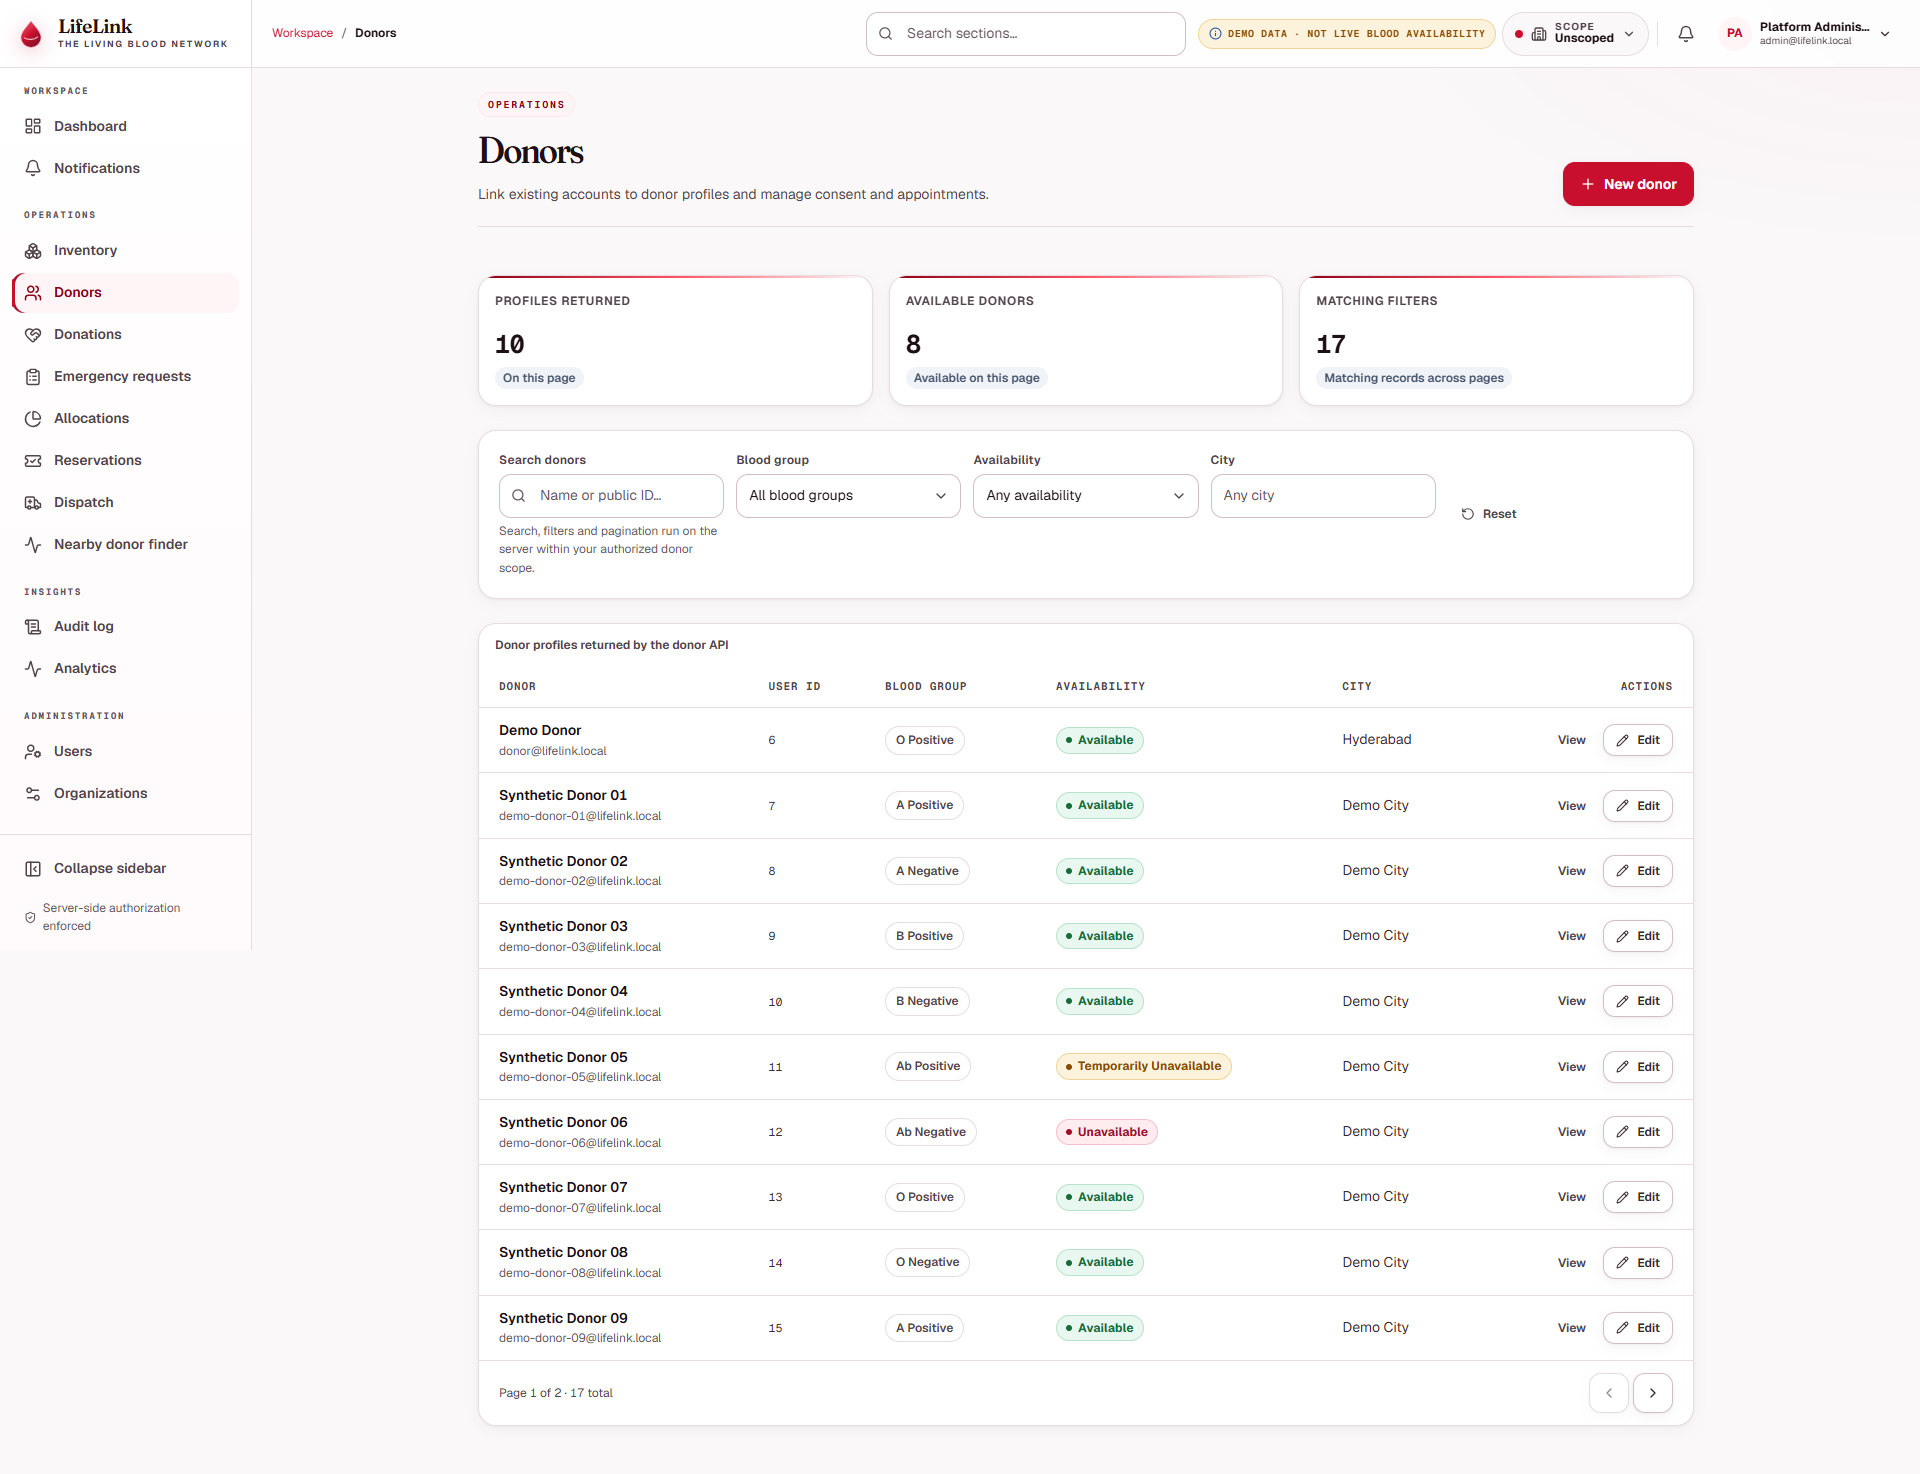 LifeLink
THE LIVING BLOOD NETWORK
Workspace / Donors
Search sections...
DEMO DATA · NOT LIVE BLOOD AVAILABILITY
SCOPE
Unscoped
PA
Platform Adminis...
admin@lifelink.local
WORKSPACE
Dashboard
Notifications
OPERATIONS
Inventory
Donors
Donations
Emergency requests
Allocations
Reservations
Dispatch
Nearby donor finder
INSIGHTS
Audit log
Analytics
ADMINISTRATION
Users
Organizations
Collapse sidebar
Server-side authorization
enforced
OPERATIONS
Donors
Link existing accounts to donor profiles and manage consent and appointments.
New donor
PROFILES RETURNED
10
On this page
AVAILABLE DONORS
8
Available on this page
MATCHING FILTERS
17
Matching records across pages
Search donors
Name or public ID...
Search, filters and pagination run on the
server within your authorized donor
scope.
Blood group
All blood groups
Availability
Any availability
City
Any city
Reset
Donor profiles returned by the donor API
DONOR USER ID BLOOD GROUP AVAILABILITY CITY ACTIONS
Demo Donor
donor@lifelink.local
6 O Positive Available Hyderabad View Edit
Synthetic Donor 01
demo-donor-01@lifelink.local
7 A Positive Available Demo City View Edit
Synthetic Donor 02
demo-donor-02@lifelink.local
8 A Negative Available Demo City View Edit
Synthetic Donor 03
demo-donor-03@lifelink.local
9 B Positive Available Demo City View Edit
Synthetic Donor 04
demo-donor-04@lifelink.local
10 B Negative Available Demo City View Edit
Synthetic Donor 05
demo-donor-05@lifelink.local
11 Ab Positive Temporarily Unavailable Demo City View Edit
Synthetic Donor 06
demo-donor-06@lifelink.local
12 Ab Negative Unavailable Demo City View Edit
Synthetic Donor 07
demo-donor-07@lifelink.local
13 O Positive Available Demo City View Edit
Synthetic Donor 08
demo-donor-08@lifelink.local
14 O Negative Available Demo City View Edit
Synthetic Donor 09
demo-donor-09@lifelink.local
15 A Positive Available Demo City View Edit
Page 1 of 2 · 17 total